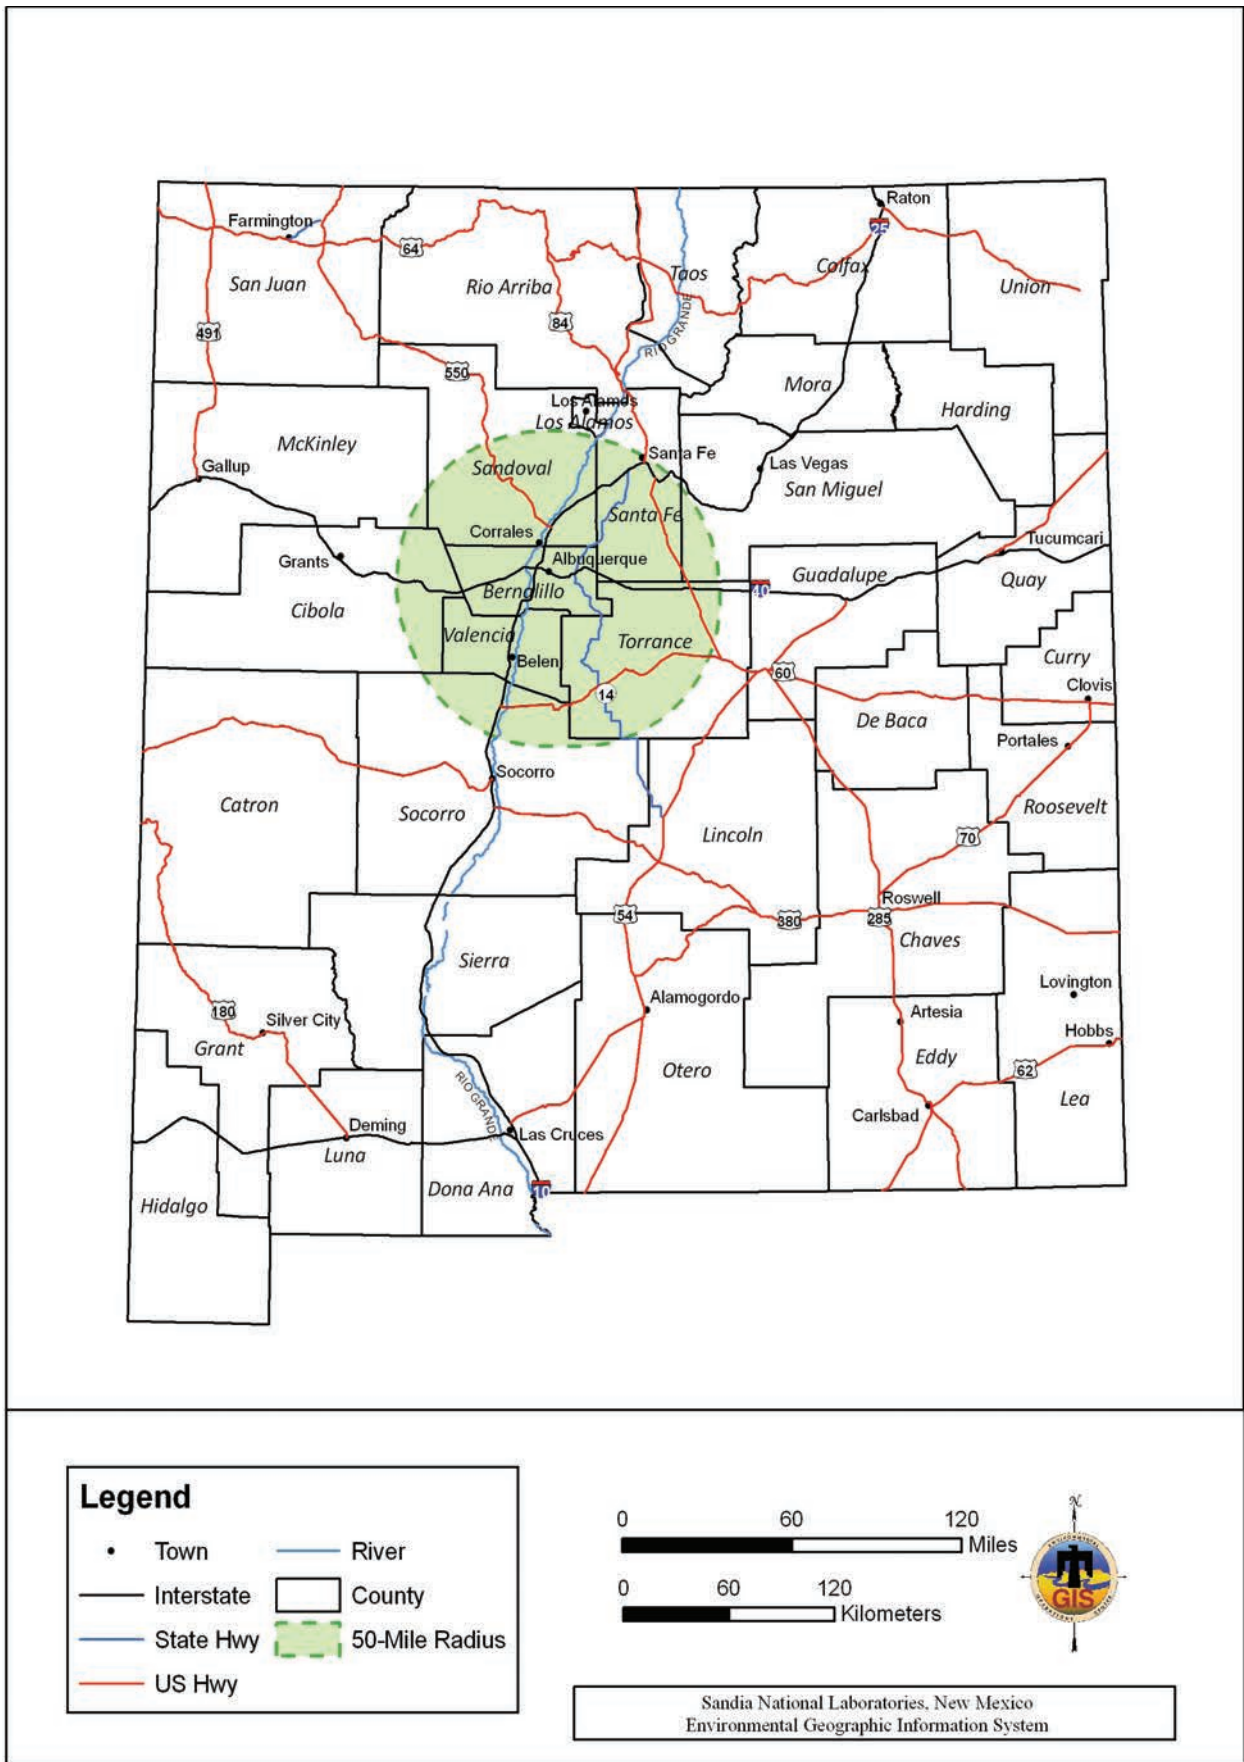 Raton
25
Farmington
64
Taos
Colfax
San Juan
Rio Arriba
Union
RIO GRANDE
84
491
550
Mora
Los Alamos
Harding
Los Alamos
McKinley
Santa Fe
Gallup
Sandoval
Las Vegas
San Miguel
Santa Fe
Corrales
Tucumcari
Grants
Albuquerque
Guadalupe
Quay
Bernalillo
40
Cibola
Valencia
Torrance
Belen
Curry
60
Clovis
14
De Baca
Portales
Socorro
Catron
Socorro
Roosevelt
Lincoln
70
Roswell
54
380
285
Chaves
Sierra
Lovington
Alamogordo
180
Silver City
Artesia
Hobbs
Grant
Eddy
62
Otero
RIO GRANDE
Lea
Deming
Carlsbad
Las Cruces
Luna
10
Dona Ana
Hidalgo
Legend
Town
River
Interstate
County
State Hwy
50-Mile Radius
US Hwy
0 60 120
Miles
0 60 120
Kilometers
N
ENVIRONMENTAL
GIS
Sandia National Laboratories, New Mexico
Environmental Geographic Information System